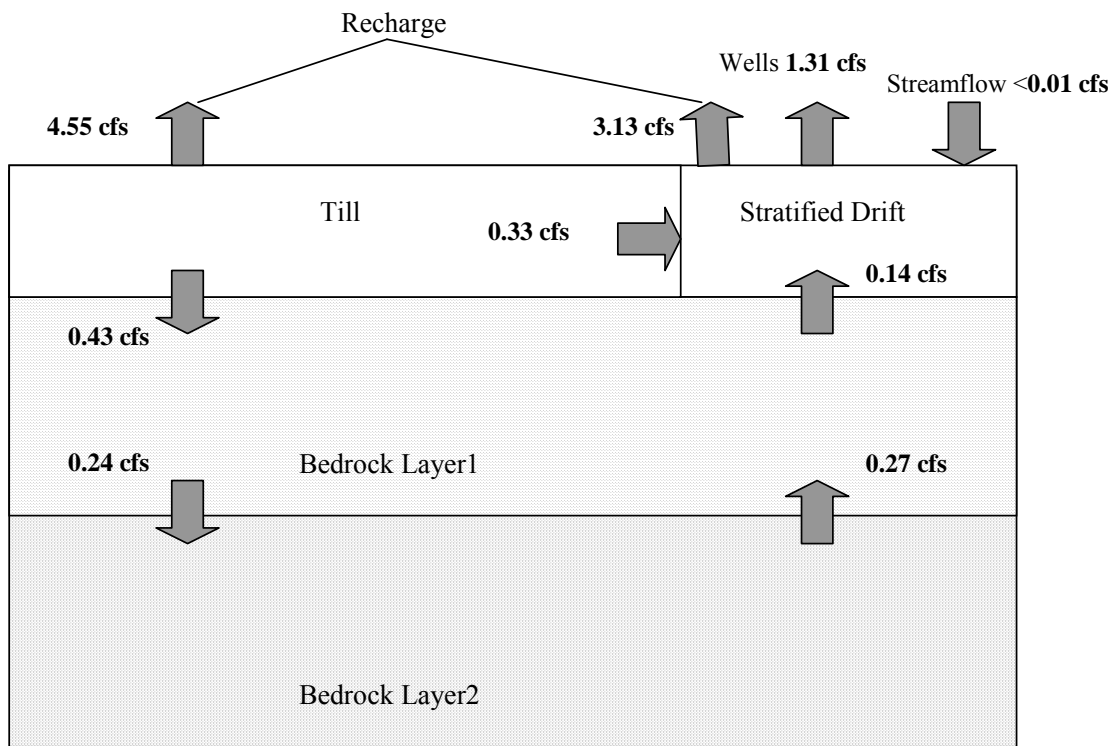 Recharge
Wells 1.31 cfs
Streamflow <0.01 cfs
4.55 cfs
3.13 cfs
Till
Stratified Drift
0.33 cfs
0.14 cfs
0.43 cfs
0.24 cfs
Bedrock Layer1
0.27 cfs
Bedrock Layer2